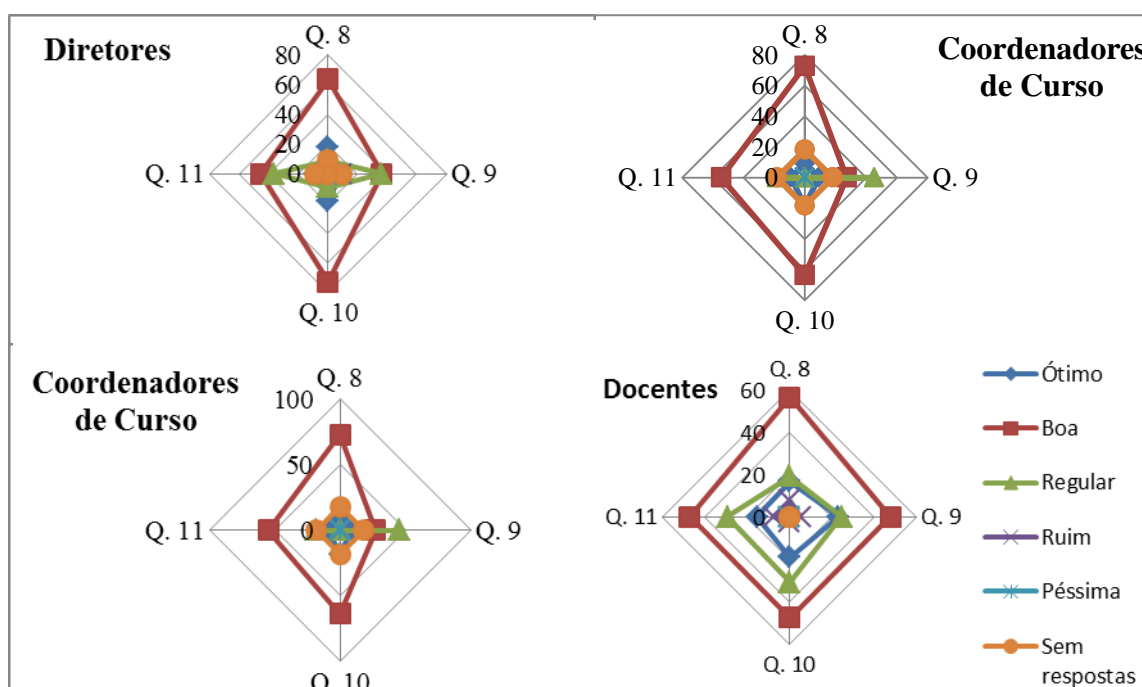 Diretores
Q. 8
80
60
40
20
0
Q. 11
Q. 9
Q. 10
Coordenadores
de Curso
Q. 8
80
60
40
20
0
Q. 11
Q. 9
Q. 10
Coordenadores
de Curso
Q. 8
100
50
0
Q. 11
Q. 9
Q. 10
Docentes
Q. 8
60
40
20
0
Q. 11
Q. 9
Q. 10
Ótimo
Boa
Regular
Ruim
Péssima
Sem
respostas